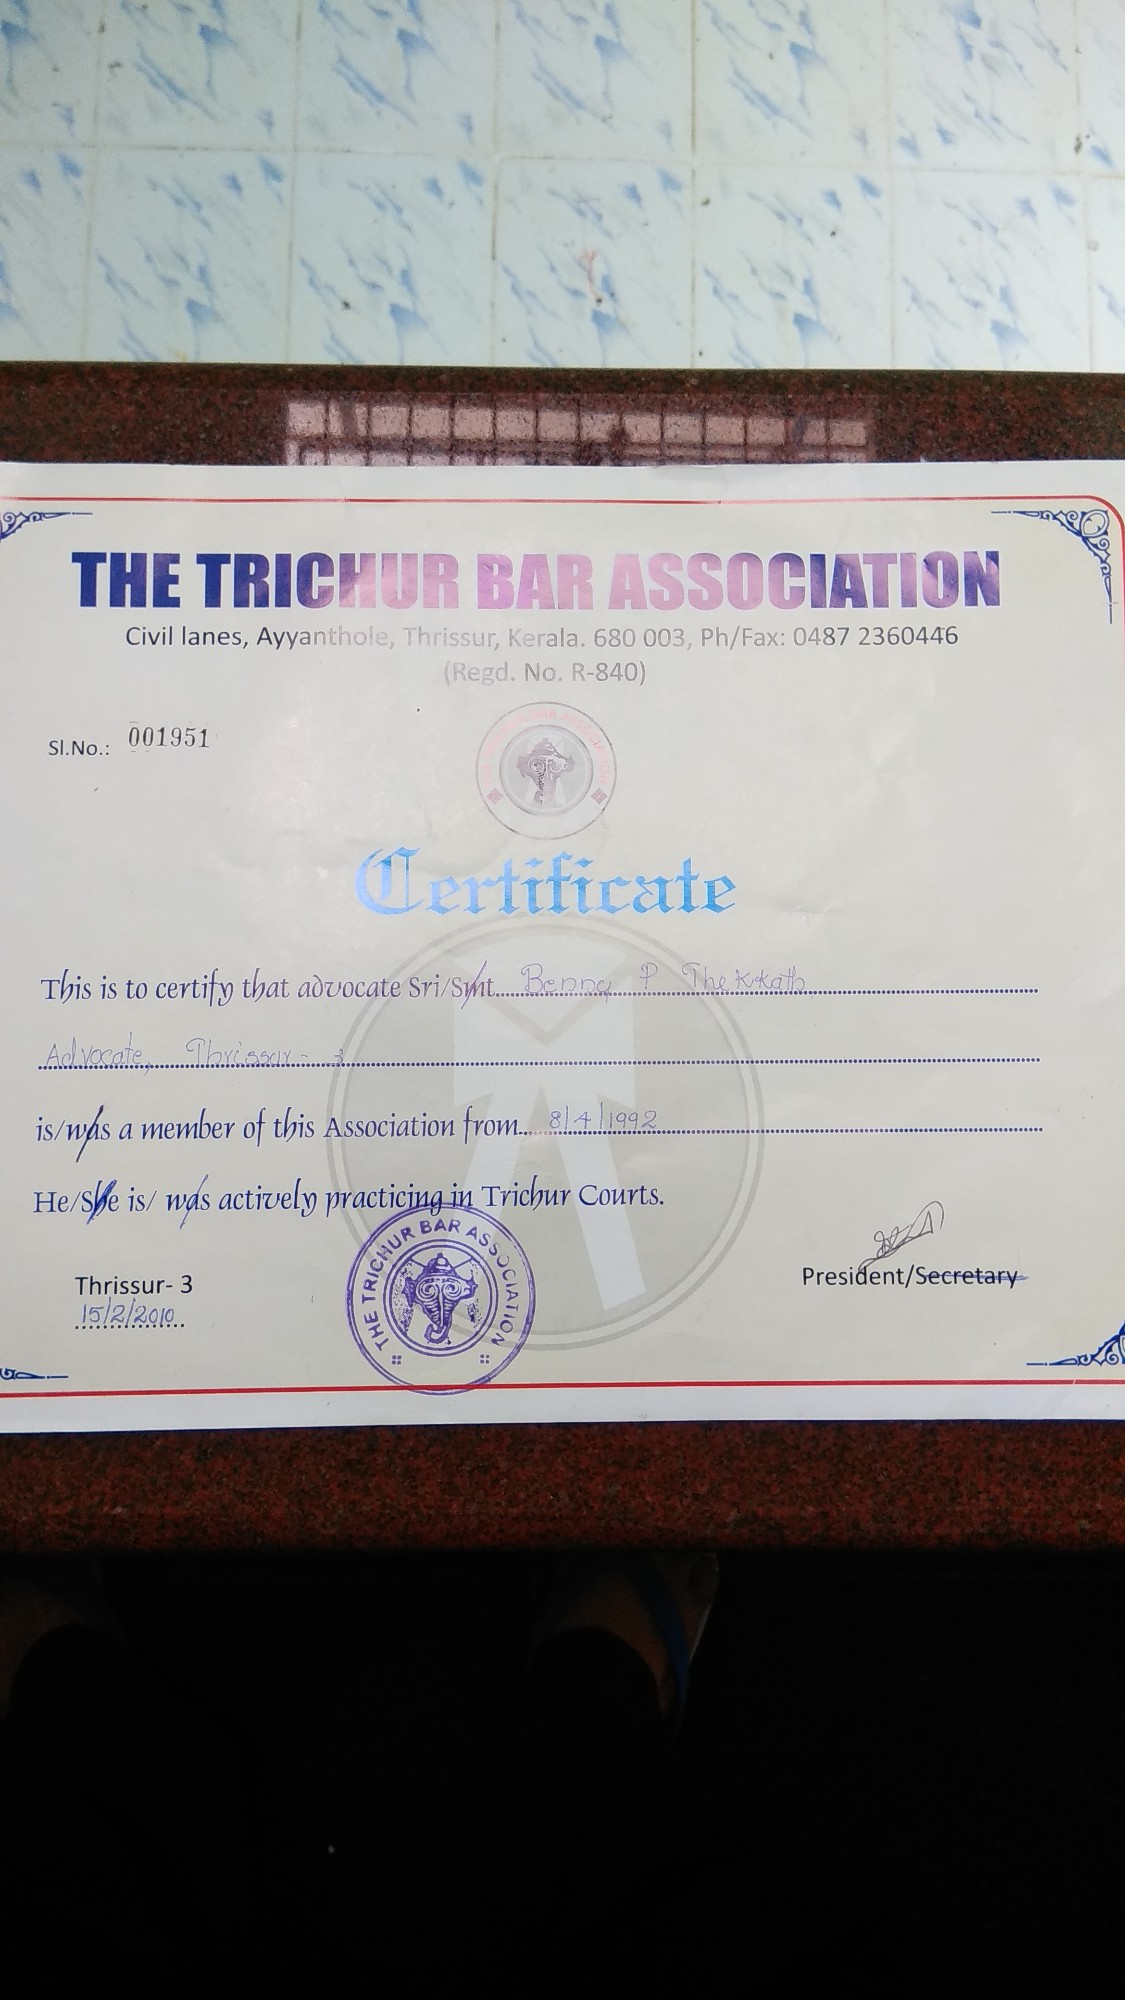 THE TRICHUR BAR ASSOCIATION
Civil lanes, Ayyanthole, Thrissur, Kerala. 680 003, Ph/Fax: 0487 2360446
(Regd. No. R-840)
Sl.No.: 001951
Certificate
This is to certify that advocate Sri/Smt. Benny P Thekkath
Advocate, Thrissur - 3
is/was a member of this Association from 8/4/1992
He/She is/ was actively practicing in Trichur Courts.
THE TRICHUR BAR ASSOCIATION
Thrissur- 3
15/2/2010
President/Secretary